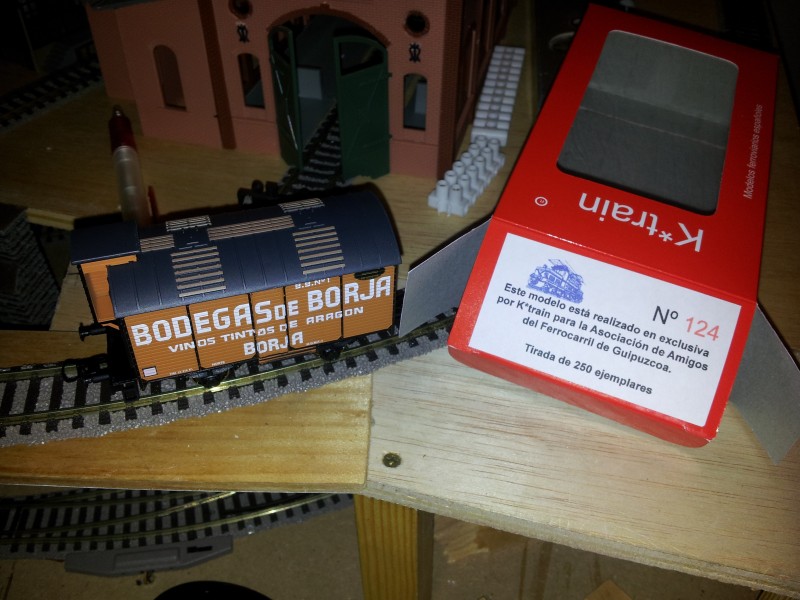 B.B.Nº1
BODEGAS DE BORJA
VINOS TINTOS DE ARAGON
BORJA
K*train
Modelos ferroviarios españoles
Este modelo está realizado en exclusiva
por K*train para la Asociación de Amigos
del Ferrocarril de Guipuzcoa.
Tirada de 250 ejemplares
Nº 124